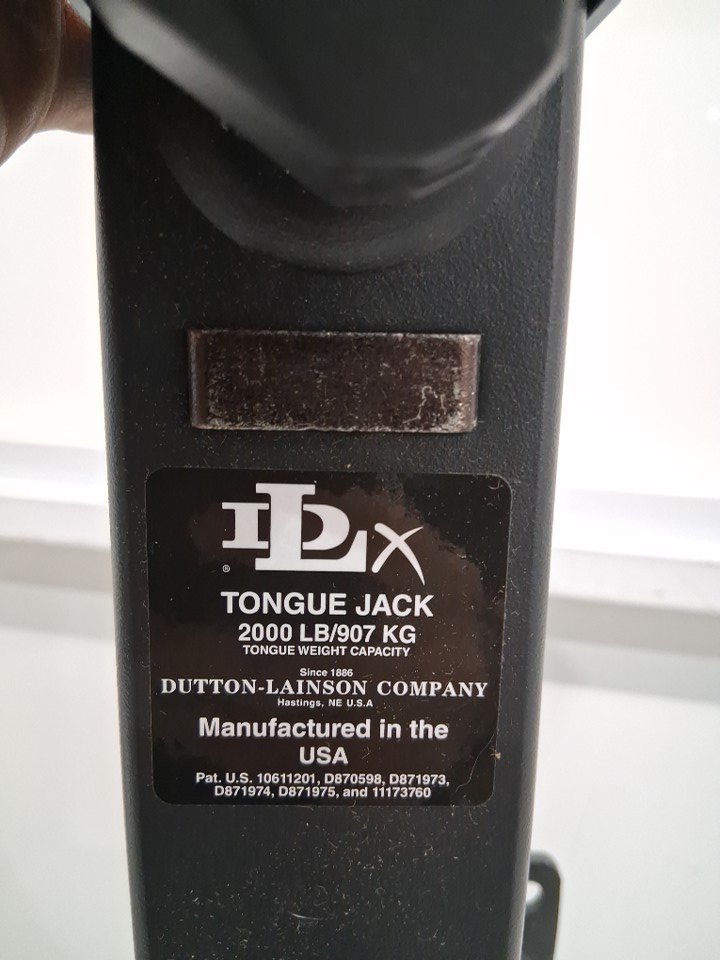 DLX
®
TONGUE JACK
2000 LB/907 KG
TONGUE WEIGHT CAPACITY
Since 1886
DUTTON-LAINSON COMPANY
Hastings, NE U.S.A
Manufactured in the
USA
Pat. U.S. 10611201, D870598, D871973,
D871974, D871975, and 11173760